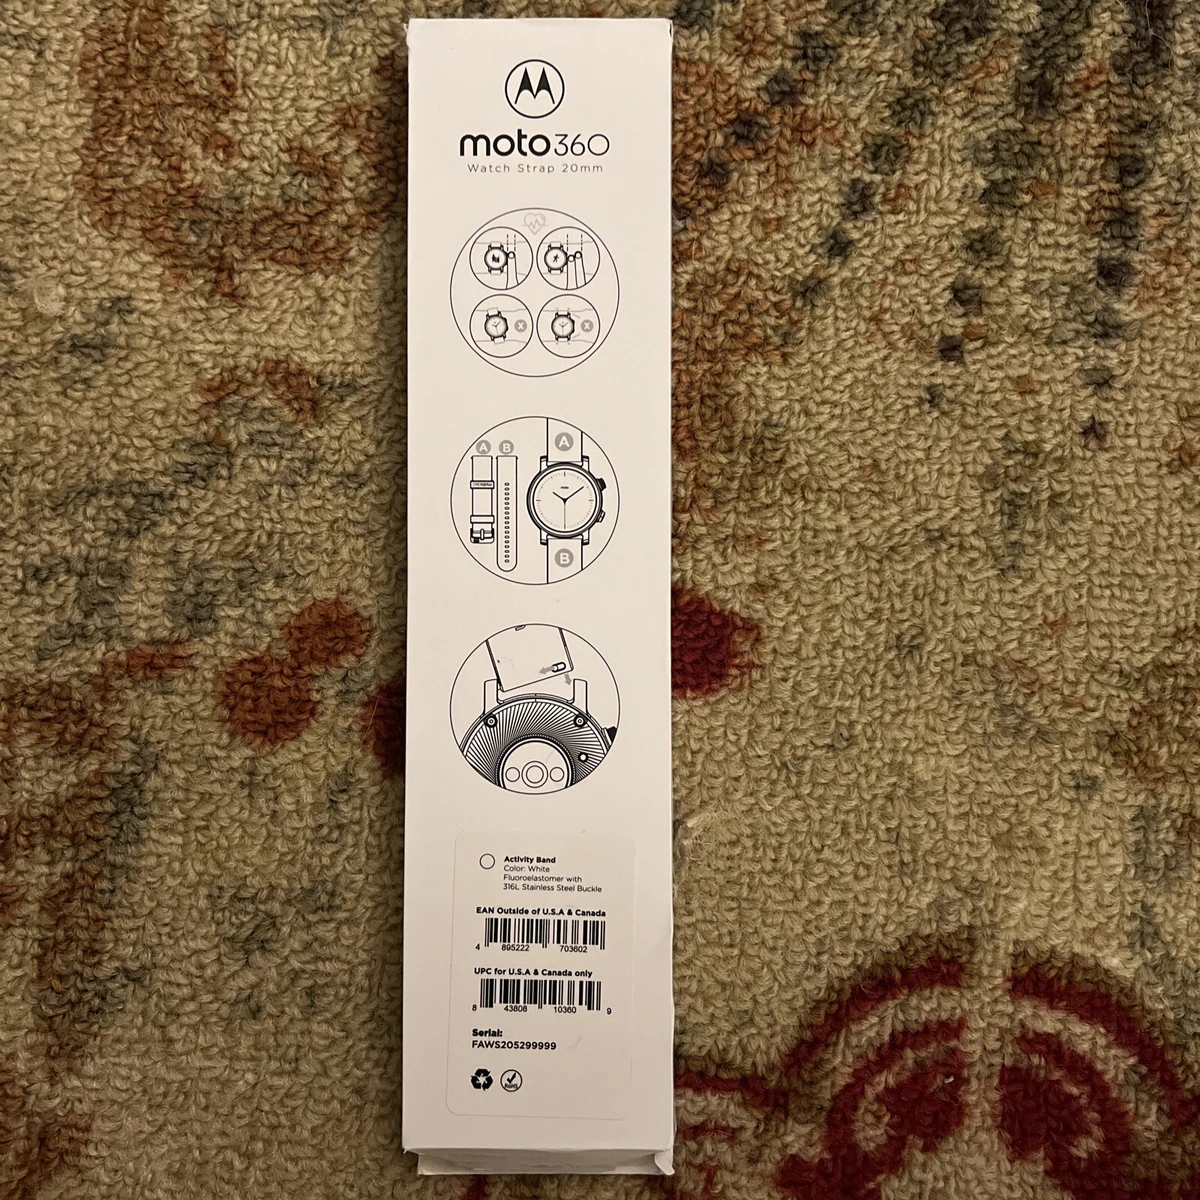 moto360
Watch Strap 20mm
X X
A B A
B
Activity Band
Color: White
Fluoroelastomer with
316L Stainless Steel Buckle
EAN Outside of U.S.A & Canada
4 895222 703602
UPC for U.S.A & Canada only
8 43808 10360 9
Serial:
FAWS205299999
RoHS